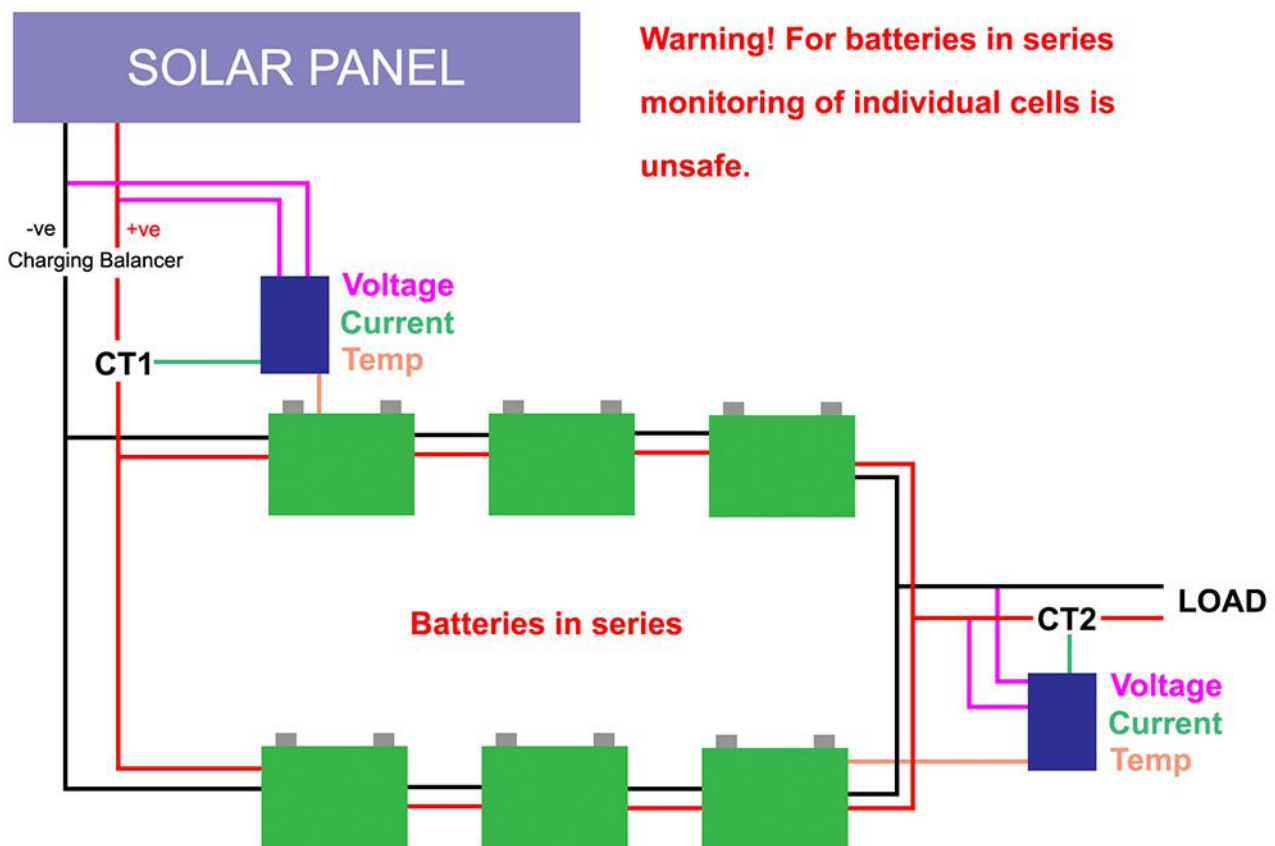 SOLAR PANEL
Warning! For batteries in series
monitoring of individual cells is
unsafe.
-ve
+ve
Charging Balancer
Voltage
Current
Temp
CT1
Batteries in series
LOAD
CT2
Voltage
Current
Temp